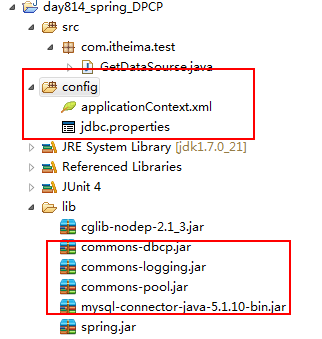 day814_spring_DPCP
src
com.itheima.test
GetDataSourse.java
config
applicationContext.xml
jdbc.properties
JRE System Library [jdk1.7.0_21]
Referenced Libraries
JUnit 4
lib
cglib-nodep-2.1_3.jar
commons-dbcp.jar
commons-logging.jar
commons-pool.jar
mysql-connector-java-5.1.10-bin.jar
spring.jar